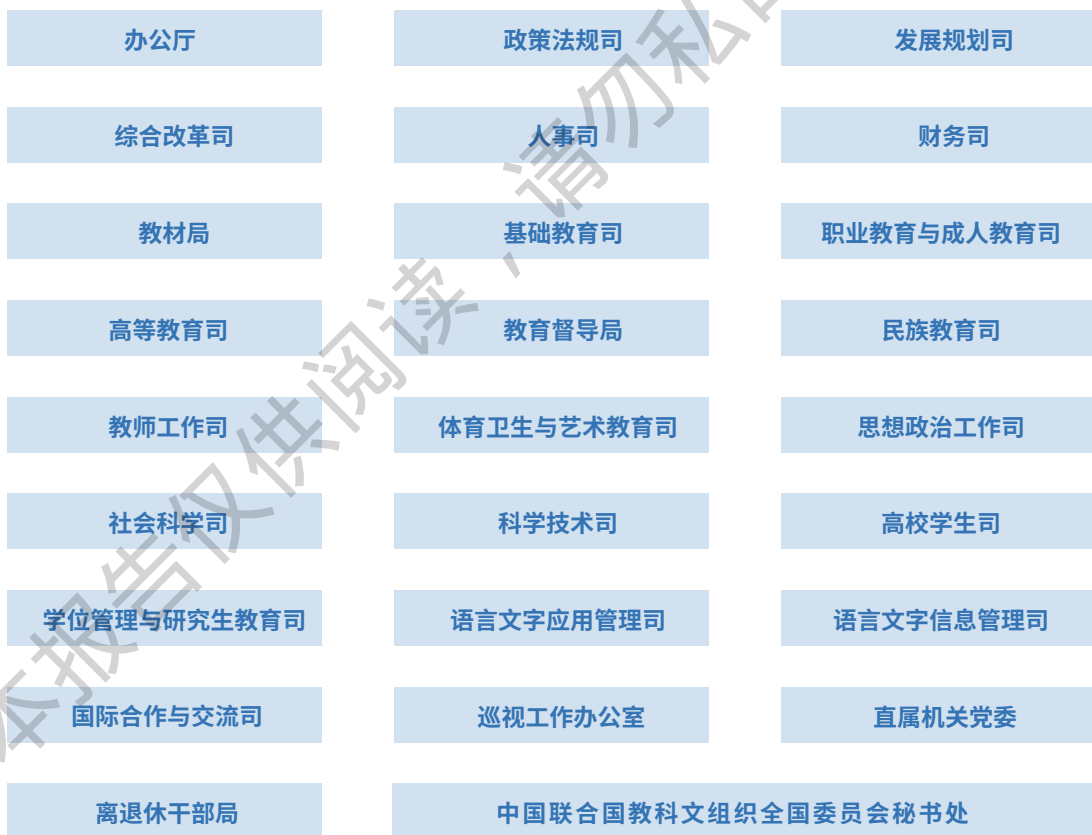 办公厅
政策法规司
发展规划司
综合改革司
人事司
财务司
教材局
基础教育司
职业教育与成人教育司
高等教育司
教育督导局
民族教育司
教师工作司
体育卫生与艺术教育司
思想政治工作司
社会科学司
科学技术司
高校学生司
学位管理与研究生教育司
语言文字应用管理司
语言文字信息管理司
国际合作与交流司
巡视工作办公室
直属机关党委
离退休干部局
中国联合国教科文组织全国委员会秘书处
本报告仅供阅读，请勿私